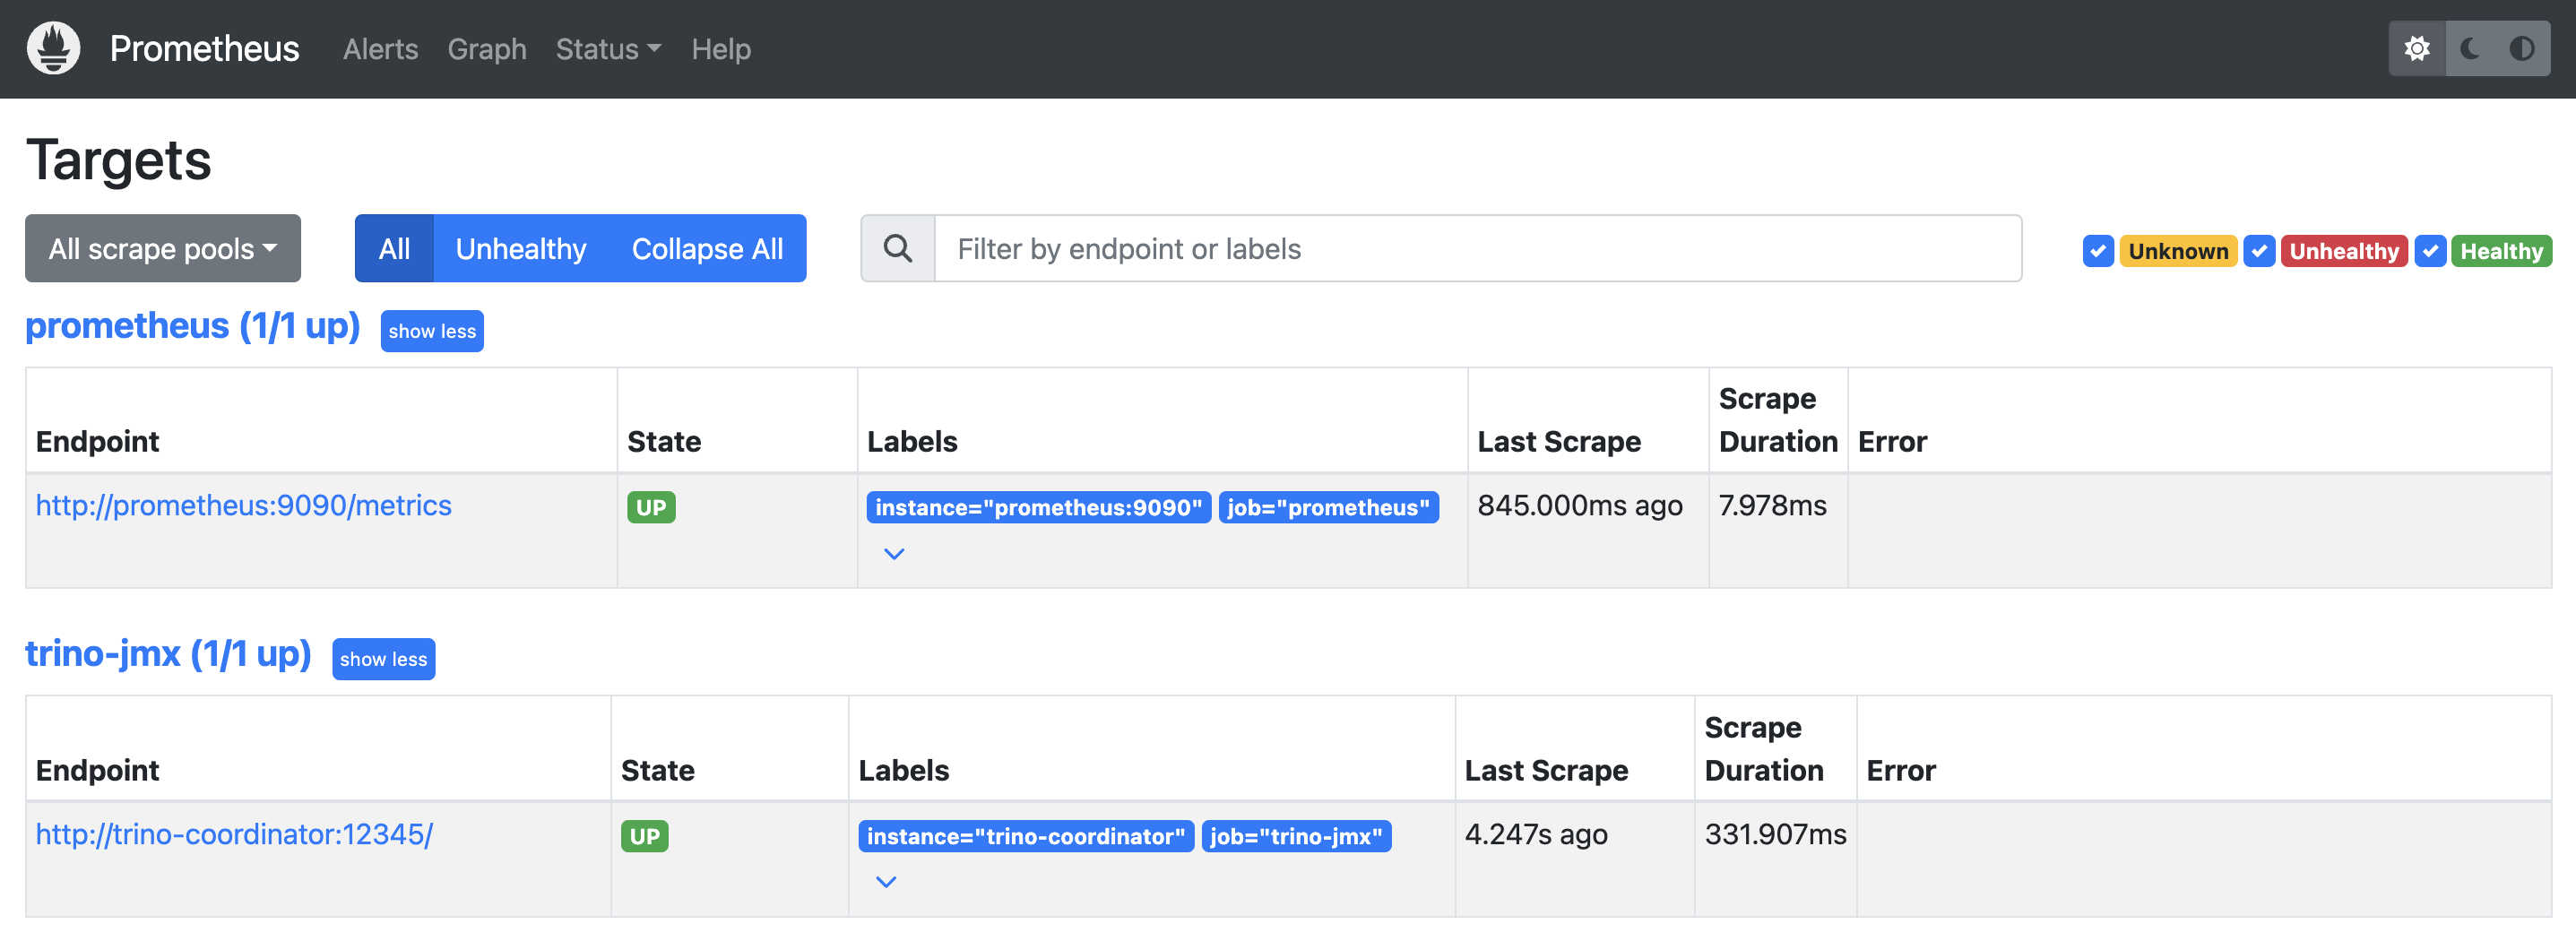 Prometheus Alerts Graph Status Help
Targets
All scrape pools All Unhealthy Collapse All Filter by endpoint or labels Unknown Unhealthy Healthy
prometheus (1/1 up) show less
Endpoint State Labels Last Scrape Scrape Duration Error
http://prometheus:9090/metrics UP instance="prometheus:9090" job="prometheus" 845.000ms ago 7.978ms
trino-jmx (1/1 up) show less
Endpoint State Labels Last Scrape Scrape Duration Error
http://trino-coordinator:12345/ UP instance="trino-coordinator" job="trino-jmx" 4.247s ago 331.907ms